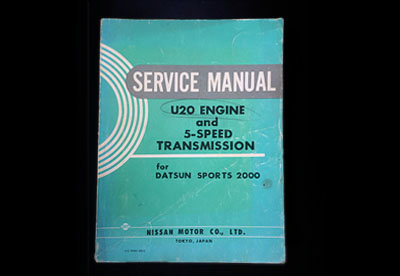 SERVICE MANUAL
U20 ENGINE
and
5-SPEED
TRANSMISSION
for
DATSUN SPORTS 2000
NISSAN MOTOR CO., LTD.
TOKYO, JAPAN